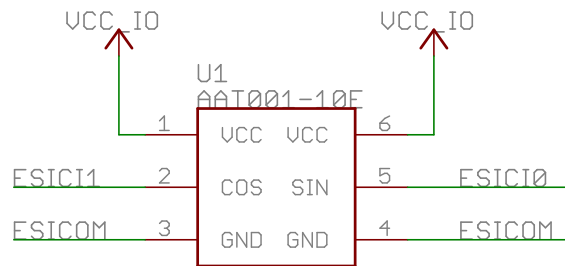 VCC_IO VCC_IO
U1
AAT001-10E
1 VCC VCC 6
ESICI1 2 COS SIN 5 ESICI0
ESICOM 3 GND GND 4 ESICOM